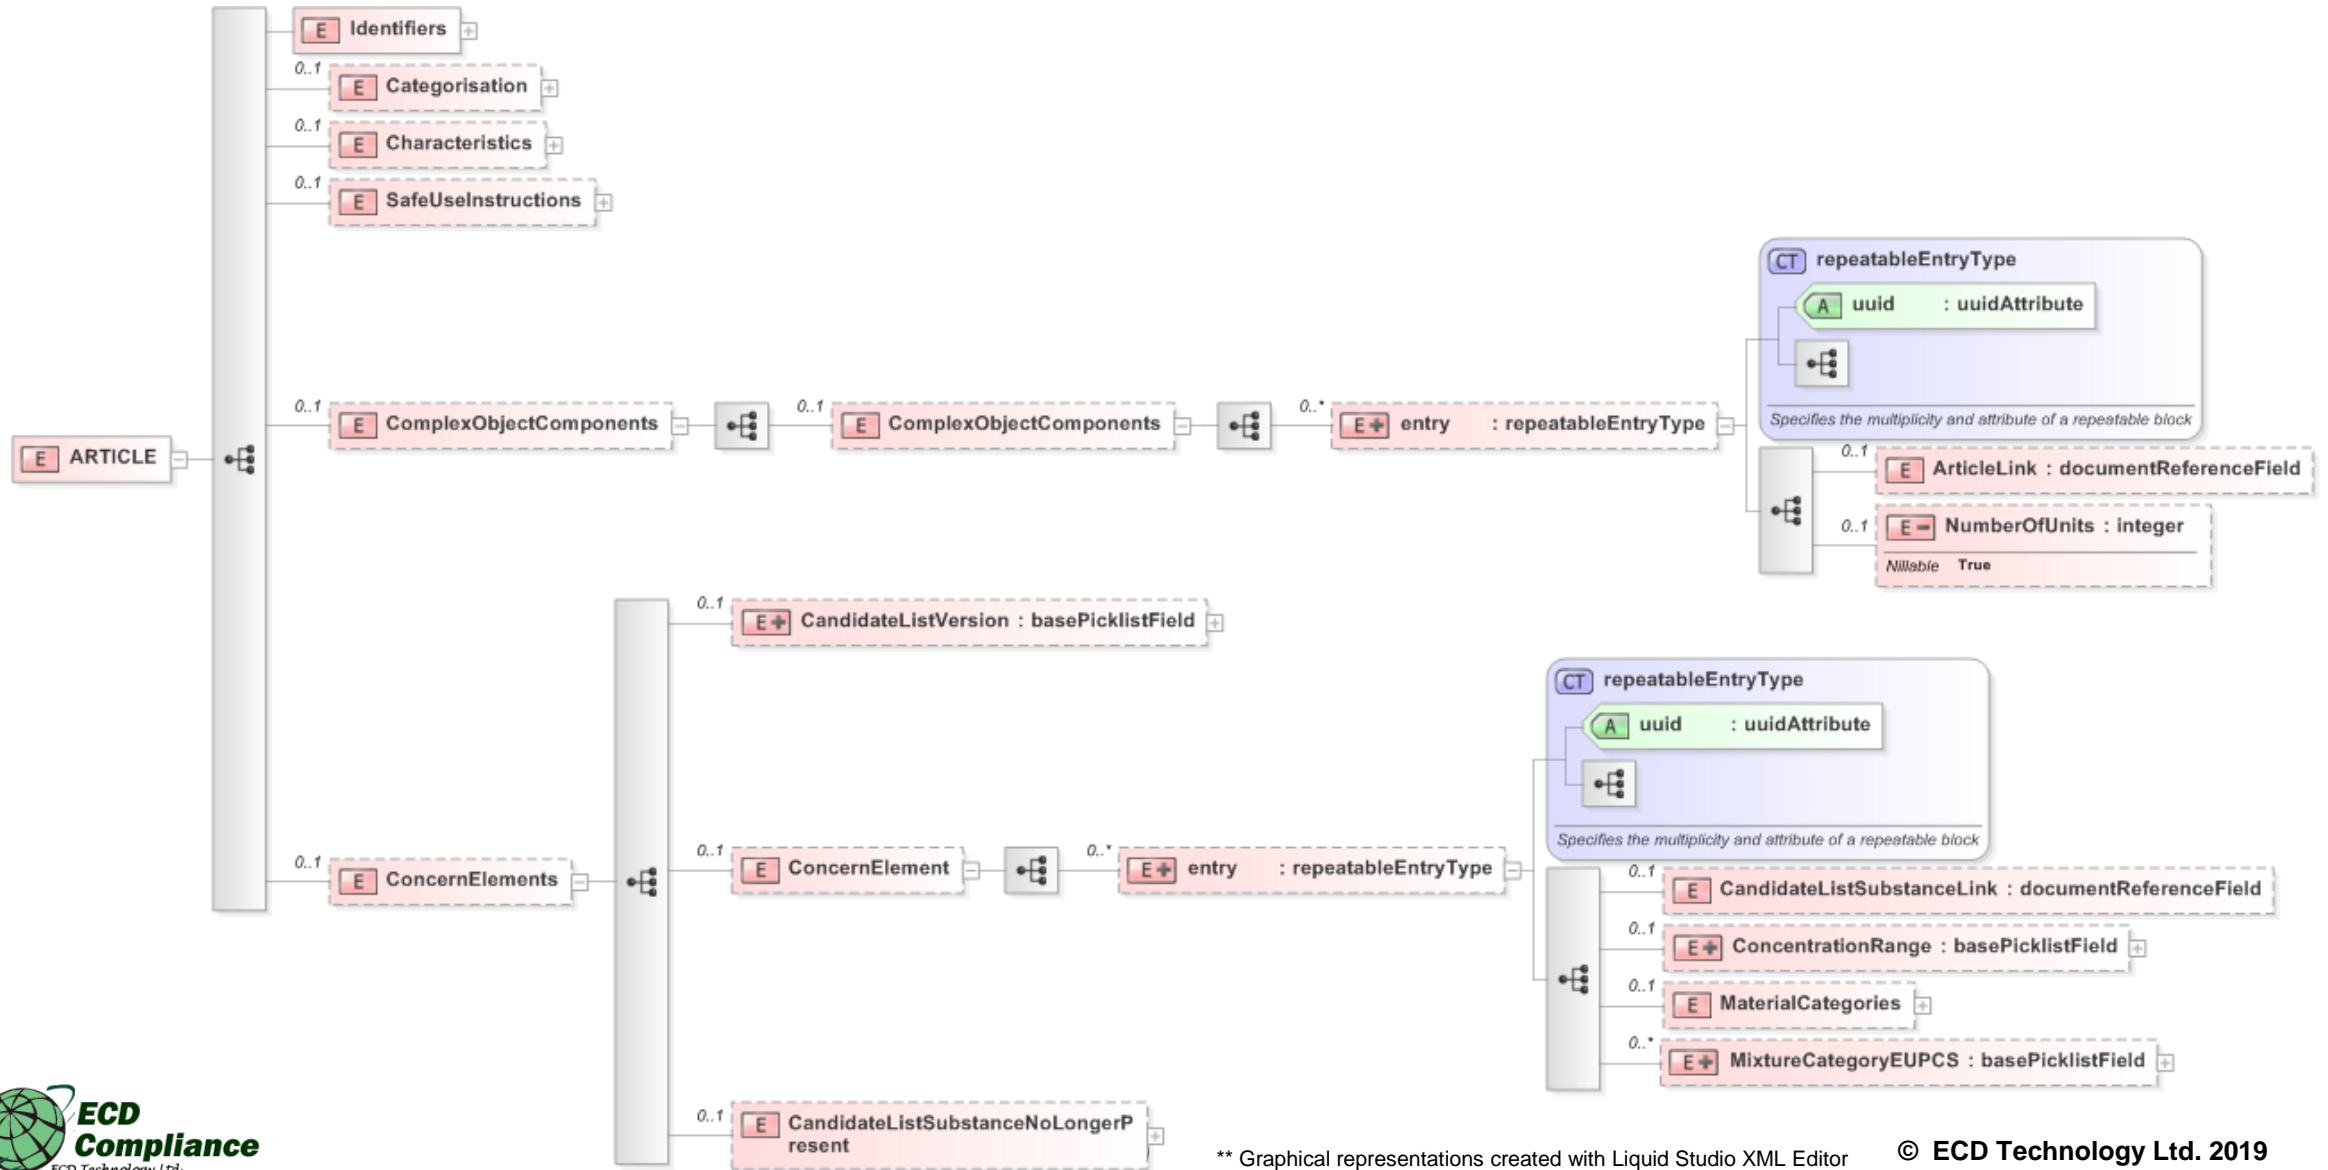 E Identifiers
0..1
E Categorisation
0..1
E Characteristics
0..1
E SafeUseInstructions
CT repeatableEntryType
A uuid : uuidAttribute
Specifies the multiplicity and attribute of a repeatable block
0..1
E ComplexObjectComponents
0..1
E ComplexObjectComponents
0..*
E entry : repeatableEntryType
E ARTICLE
0..1
E ArticleLink : documentReferenceField
0..1
E NumberOfUnits : integer
Nillable True
0..1
E CandidateListVersion : basePicklistField
CT repeatableEntryType
A uuid : uuidAttribute
Specifies the multiplicity and attribute of a repeatable block
0..1
E ConcernElements
0..1
E ConcernElement
0..*
E entry : repeatableEntryType
0..1
E CandidateListSubstanceLink : documentReferenceField
0..1
E ConcentrationRange : basePicklistField
0..1
E MaterialCategories
0..*
E MixtureCategoryEUPCS : basePicklistField
0..1
E CandidateListSubstanceNoLongerP
resent
ECD
Compliance
ECD Technology Ltd.
** Graphical representations created with Liquid Studio XML Editor
© ECD Technology Ltd. 2019